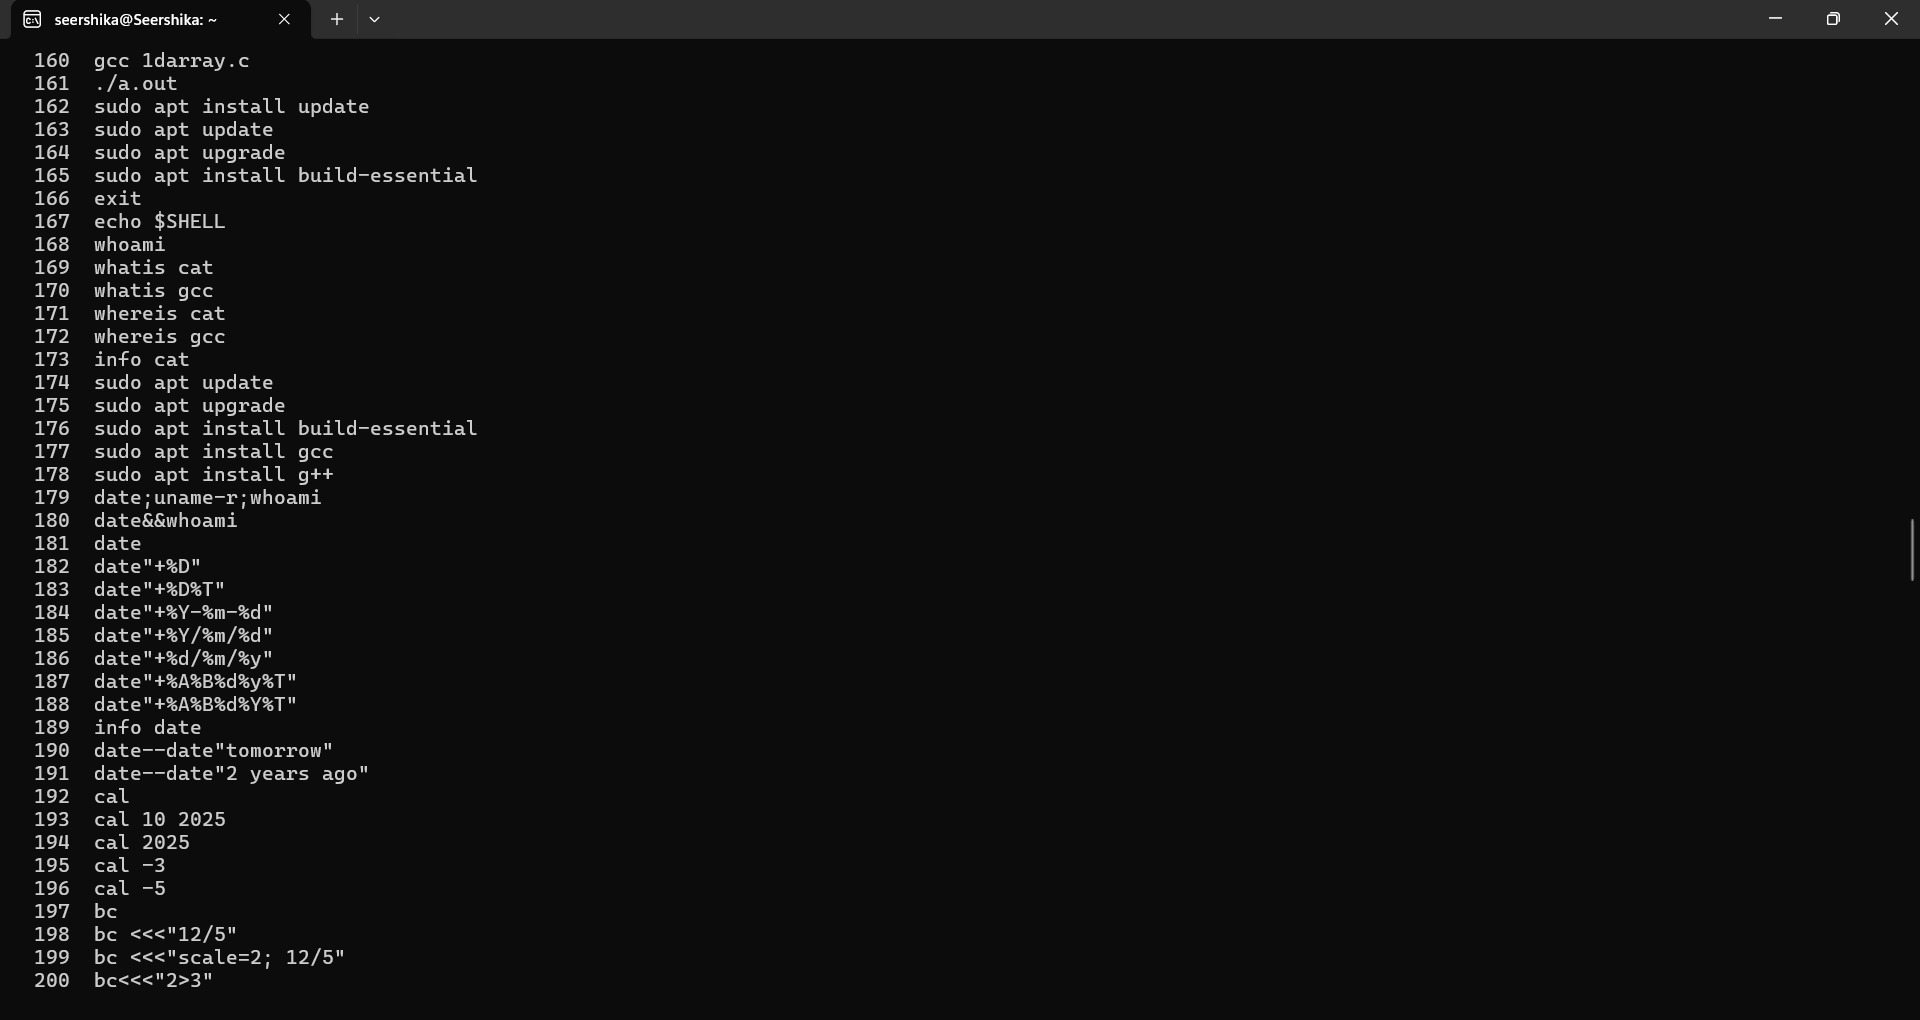 seershika@Seershika: ~
160 gcc 1darray.c
161 ./a.out
162 sudo apt install update
163 sudo apt update
164 sudo apt upgrade
165 sudo apt install build-essential
166 exit
167 echo $SHELL
168 whoami
169 whatis cat
170 whatis gcc
171 whereis cat
172 whereis gcc
173 info cat
174 sudo apt update
175 sudo apt upgrade
176 sudo apt install build-essential
177 sudo apt install gcc
178 sudo apt install g++
179 date;uname-r;whoami
180 date&&whoami
181 date
182 date"+%D"
183 date"+%D%T"
184 date"+%Y-%m-%d"
185 date"+%Y/%m/%d"
186 date"+%d/%m/%y"
187 date"+%A%B%d%y%T"
188 date"+%A%B%d%Y%T"
189 info date
190 date--date"tomorrow"
191 date--date"2 years ago"
192 cal
193 cal 10 2025
194 cal 2025
195 cal -3
196 cal -5
197 bc
198 bc <<<"12/5"
199 bc <<<"scale=2; 12/5"
200 bc<<<"2>3"